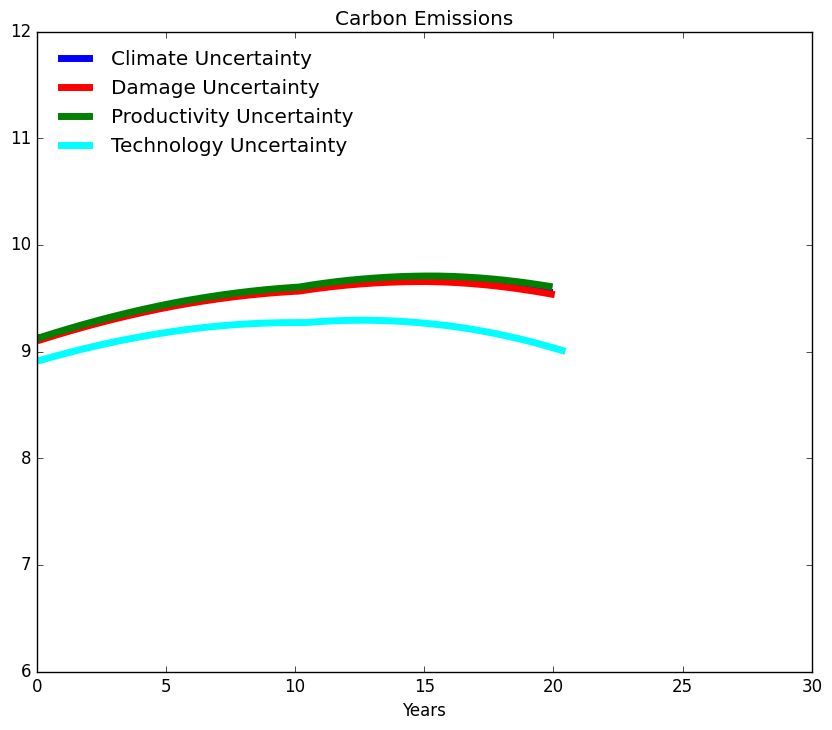 Carbon Emissions
12
11
10
9
8
7
6
Climate Uncertainty
Damage Uncertainty
Productivity Uncertainty
Technology Uncertainty
0 5 10 15 20 25 30
Years